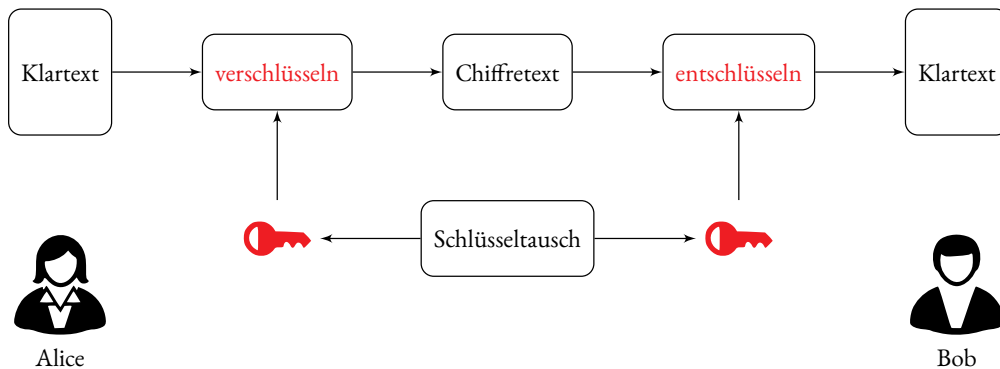 Klartext
verschlüsseln
Chiffretext
entschlüsseln
Klartext
Schlüsseltausch
Alice
Bob